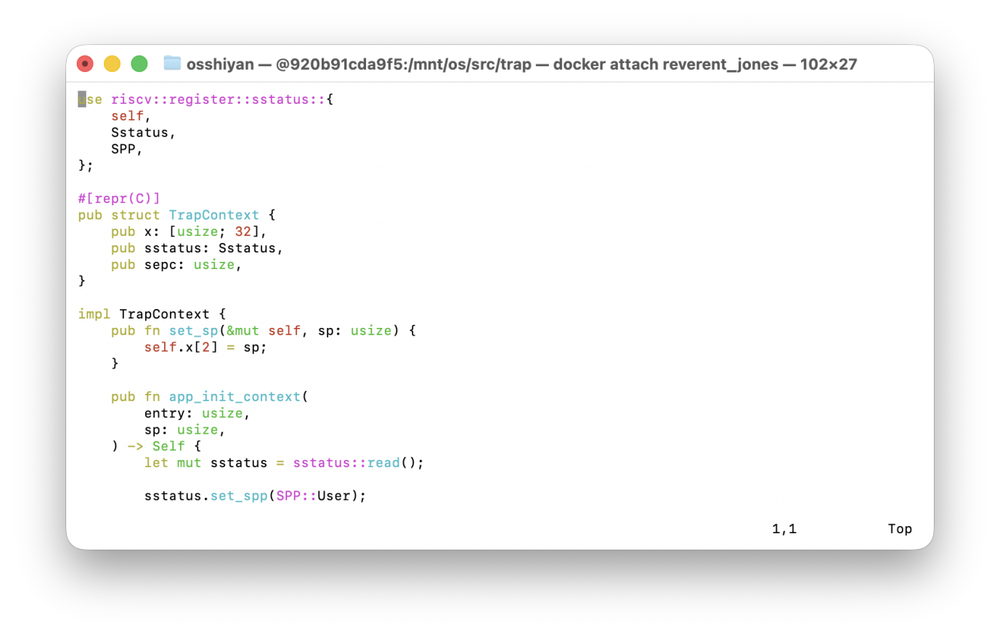 osshiyan — @920b91cda9f5:/mnt/os/src/trap — docker attach reverent_jones — 102×27
use riscv::register::sstatus::{
    self,
    Sstatus,
    SPP,
};

#[repr(C)]
pub struct TrapContext {
    pub x: [usize; 32],
    pub sstatus: Sstatus,
    pub sepc: usize,
}

impl TrapContext {
    pub fn set_sp(&mut self, sp: usize) {
        self.x[2] = sp;
    }

    pub fn app_init_context(
        entry: usize,
        sp: usize,
    ) -> Self {
        let mut sstatus = sstatus::read();

        sstatus.set_spp(SPP::User);

1,1 Top